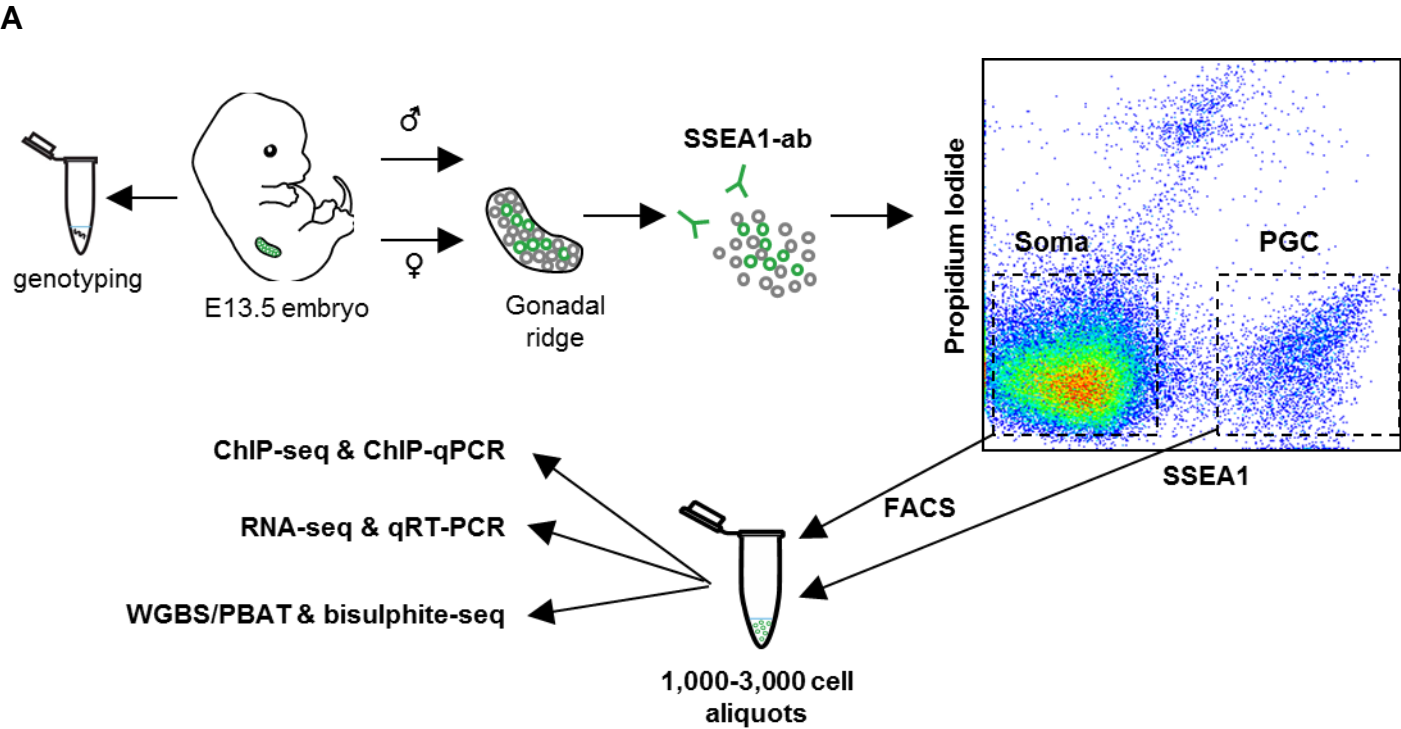 A
♂
SSEA1-ab
genotyping
E13.5 embryo
♀
Gonadal
ridge
Propidium Iodide
Soma
PGC
SSEA1
FACS
ChIP-seq & ChIP-qPCR
RNA-seq & qRT-PCR
WGBS/PBAT & bisulphite-seq
1,000-3,000 cell
aliquots